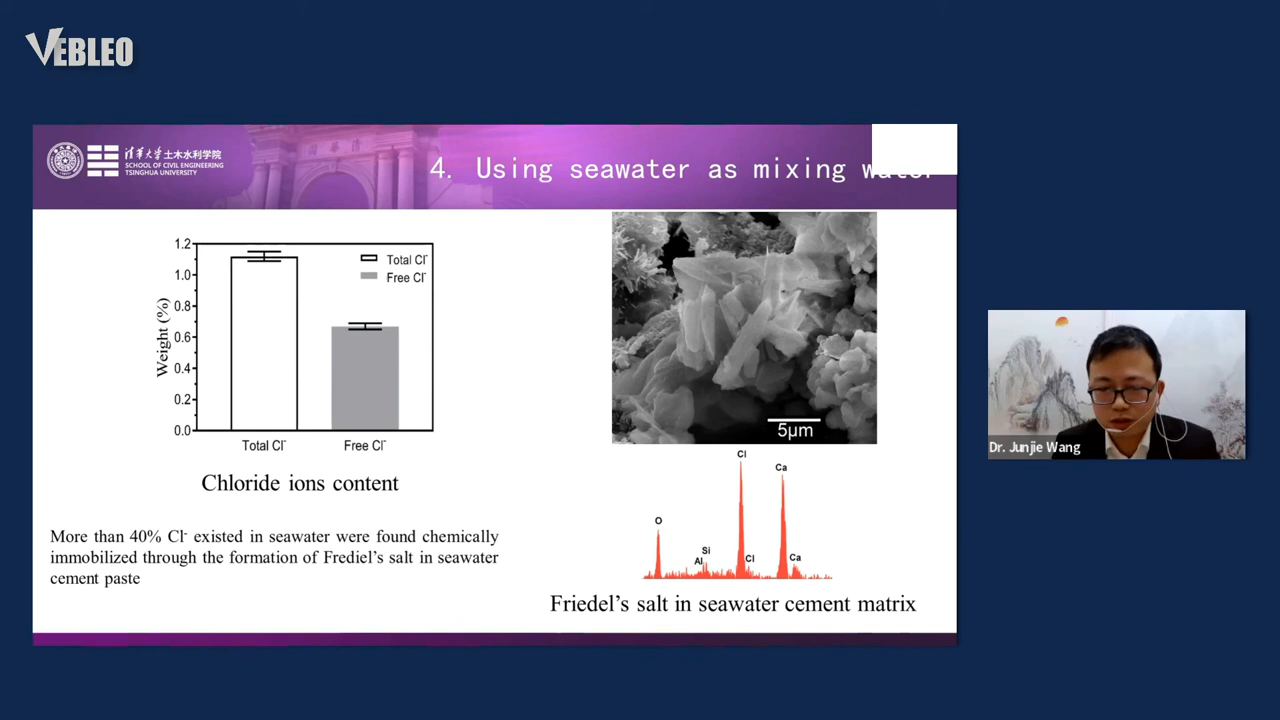 VEBLEO
清华大学土木水利学院
SCHOOL OF CIVIL ENGINEERING
TSINGHUA UNIVERSITY
4. Using seawater as mixing water
1.2
1.0
0.8
0.6
0.4
0.2
0.0
Weight (%)
Total Cl⁻
Free Cl⁻
Total Cl⁻
Free Cl⁻
Chloride ions content
More than 40% Cl⁻ existed in seawater were found chemically
immobilized through the formation of Frediel’s salt in seawater
cement paste
5μm
Cl
Ca
O
Si
Al
Cl
Ca
Friedel’s salt in seawater cement matrix
Dr. Junjie Wang